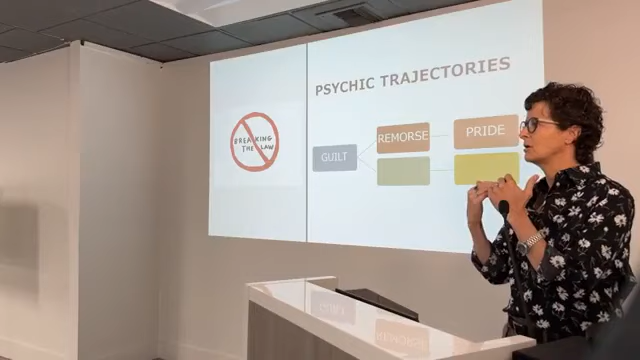 PSYCHIC TRAJECTORIES
BREAKING
THE LAW
GUILT
REMORSE
PRIDE